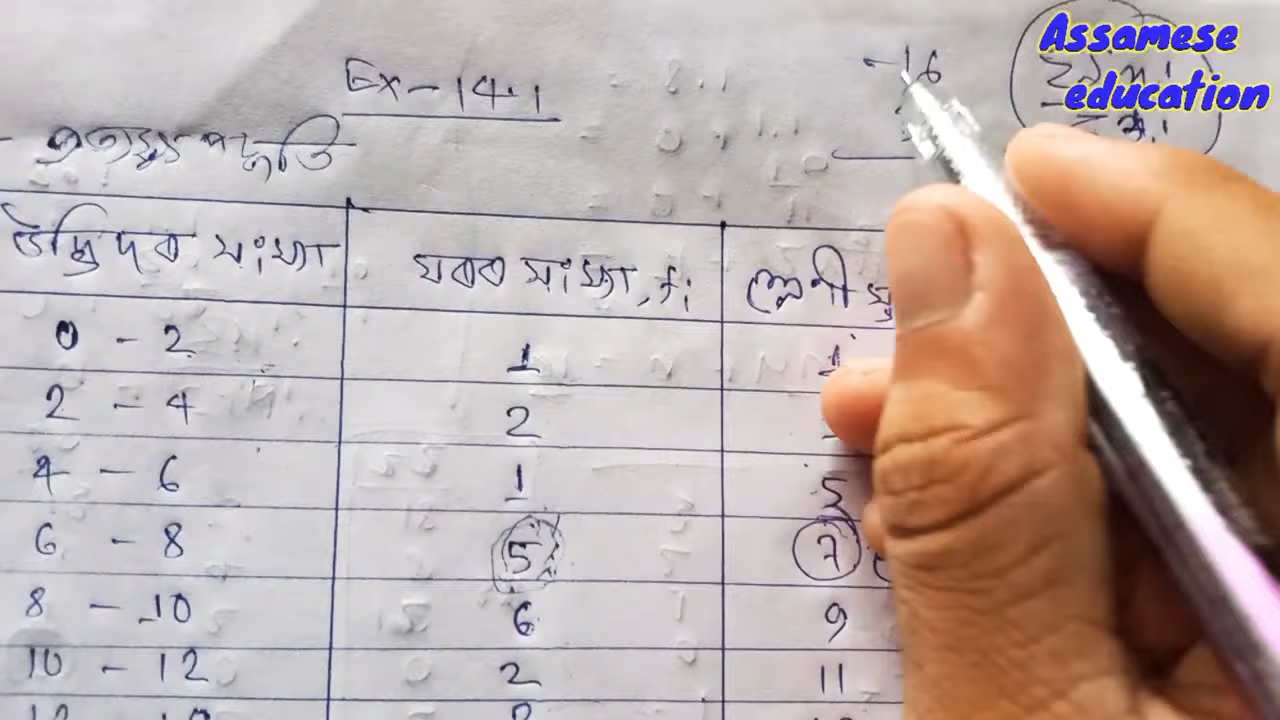 Assamese
education
Ex - 14.1
-16
- প্ৰত্যক্ষ পদ্ধতি
উদ্ভিদৰ সংখ্যা ঘৰৰ সংখ্যা, fi শ্ৰেণী
0 - 2 1 1
2 - 4 2
4 - 6 1 5
6 - 8 5 7
8 - 10 6 9
10 - 12 2 11